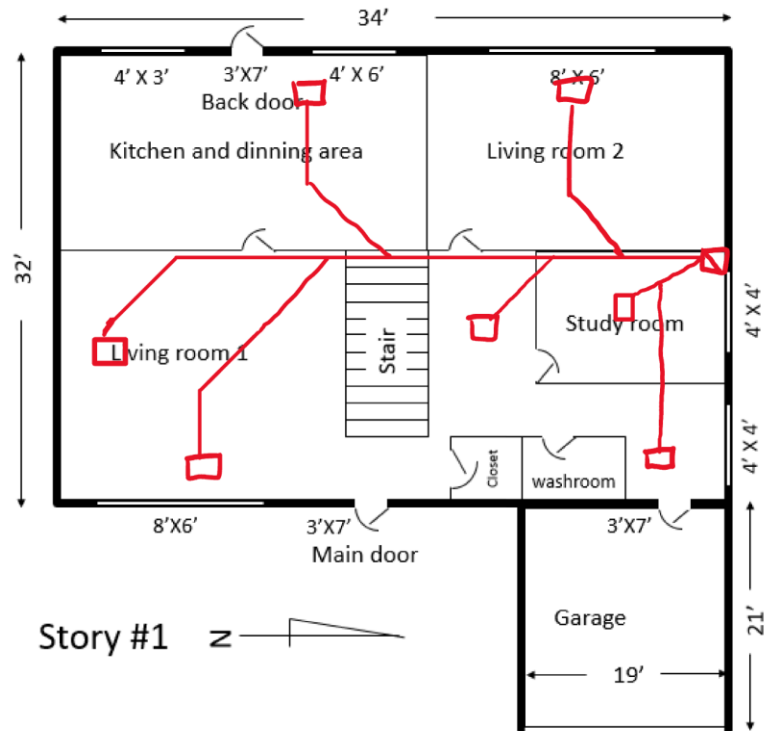 34’
4’ X 3’
3’X7’
4’ X 6’
8’ X 6’
Back door
Kitchen and dinning area
Living room 2
32’
4’ X 4’
Living room 1
Stair
Study room
4’ X 4’
Closet
washroom
8’X6’
3’X7’
3’X7’
Main door
Garage
21’
Story #1
N
19’